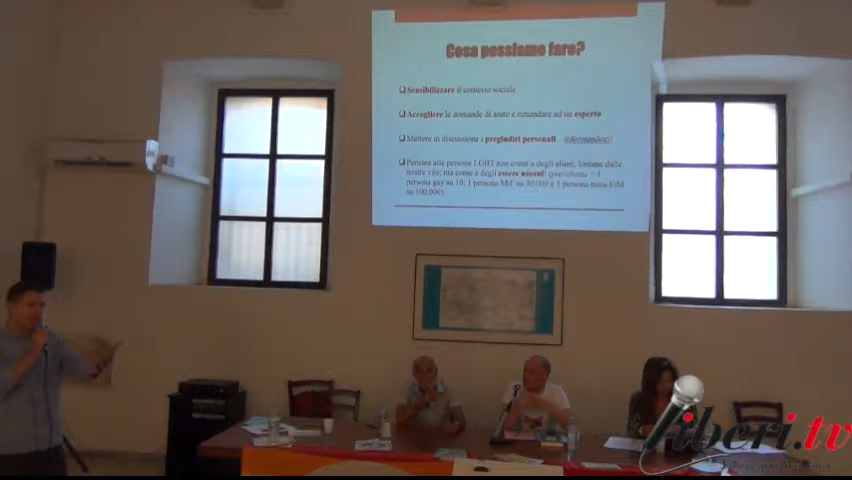 Cosa possiamo fare?
❑ Sensibilizzare il contesto sociale
❑ Accogliere le domande di aiuto e rimandare ad un esperto
❑ Mettere in discussione i pregiudizi personali... informandoci!
❑ Pensare alle persone LGBT non come a degli alieni, lontane dalle
nostre vite, ma come a degli essere umani! (prevalenza = 1
persona gay su 10; 1 persona MtF su 30.000 e 1 persona trans FtM
su 100.000)
liberi.tv